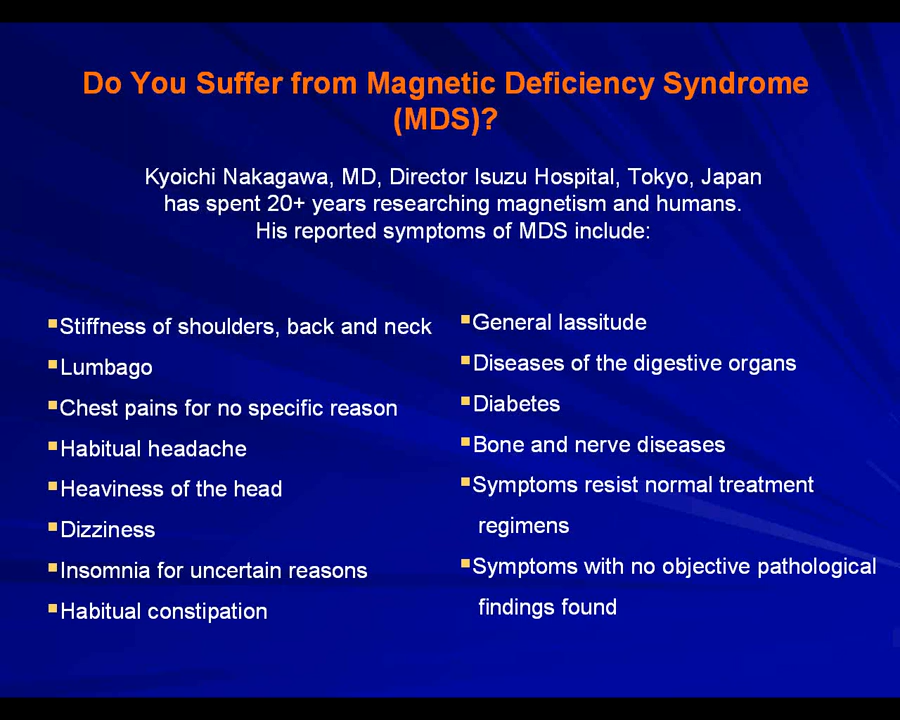 Do You Suffer from Magnetic Deficiency Syndrome
(MDS)?
Kyoichi Nakagawa, MD, Director Isuzu Hospital, Tokyo, Japan
has spent 20+ years researching magnetism and humans.
His reported symptoms of MDS include:
▪Stiffness of shoulders, back and neck
▪Lumbago
▪Chest pains for no specific reason
▪Habitual headache
▪Heaviness of the head
▪Dizziness
▪Insomnia for uncertain reasons
▪Habitual constipation
▪General lassitude
▪Diseases of the digestive organs
▪Diabetes
▪Bone and nerve diseases
▪Symptoms resist normal treatment
regimens
▪Symptoms with no objective pathological
findings found